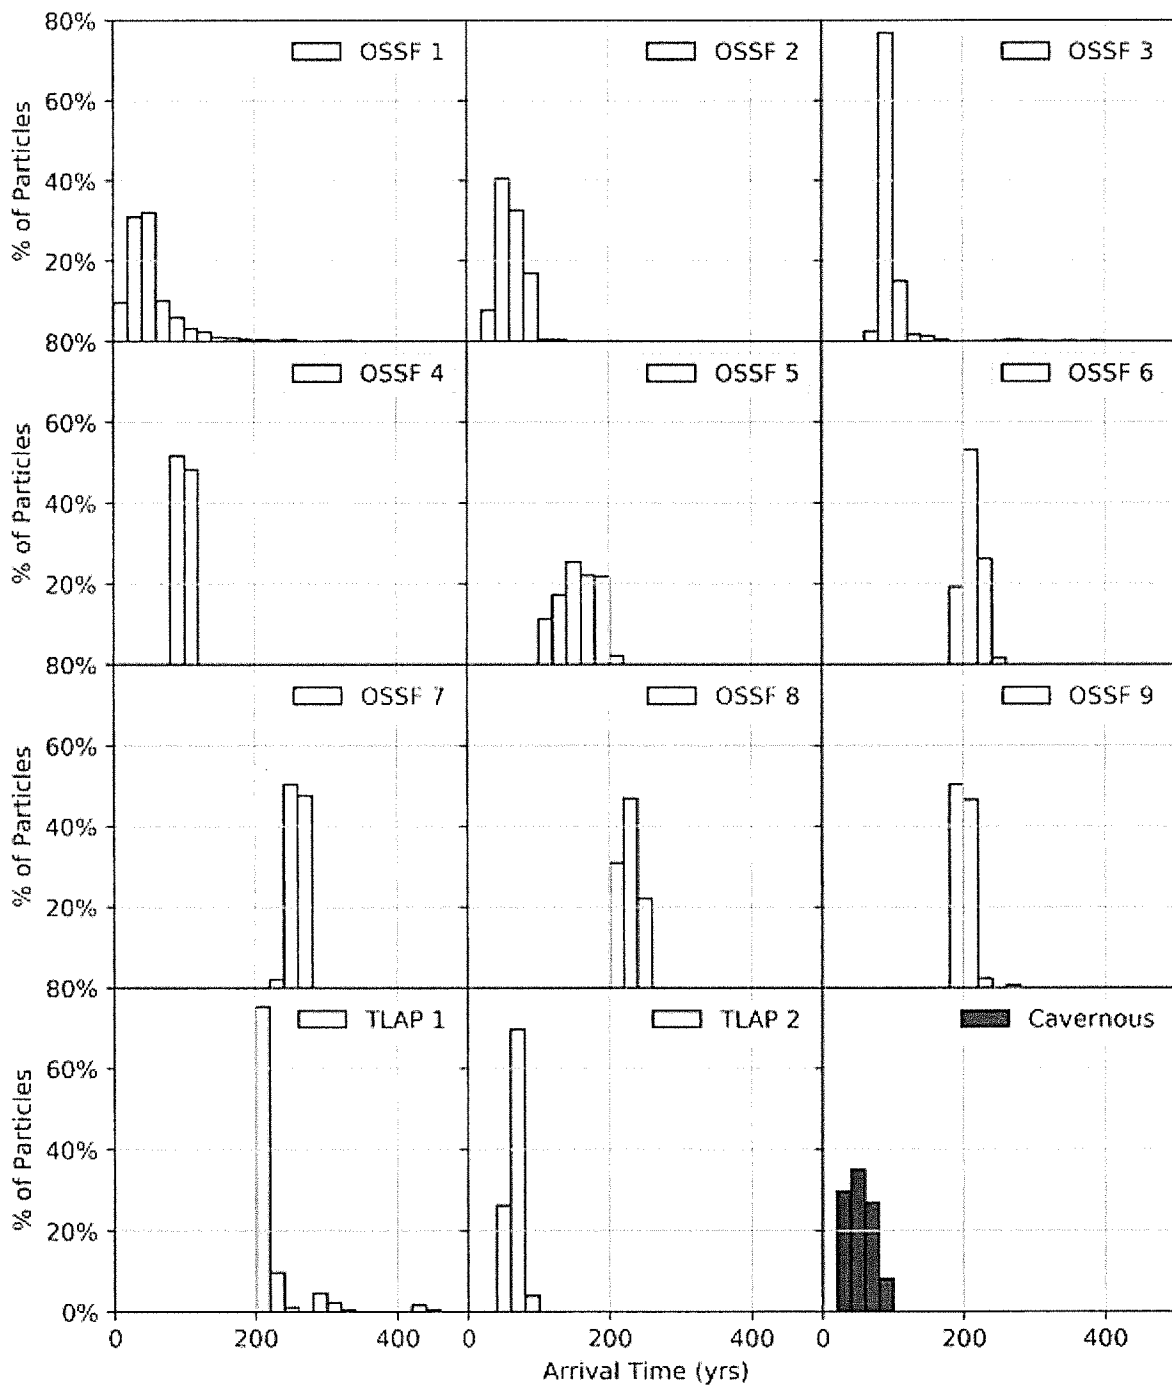 80%
OSSF 1
OSSF 2
OSSF 3
60%
40%
20%
% of Particles
80%
OSSF 4
OSSF 5
OSSF 6
60%
40%
20%
% of Particles
80%
OSSF 7
OSSF 8
OSSF 9
60%
40%
20%
% of Particles
80%
TLAP 1
TLAP 2
Cavernous
60%
40%
20%
0%
% of Particles
0 200 400 0 200 400 0 200 400
Arrival Time (yrs)